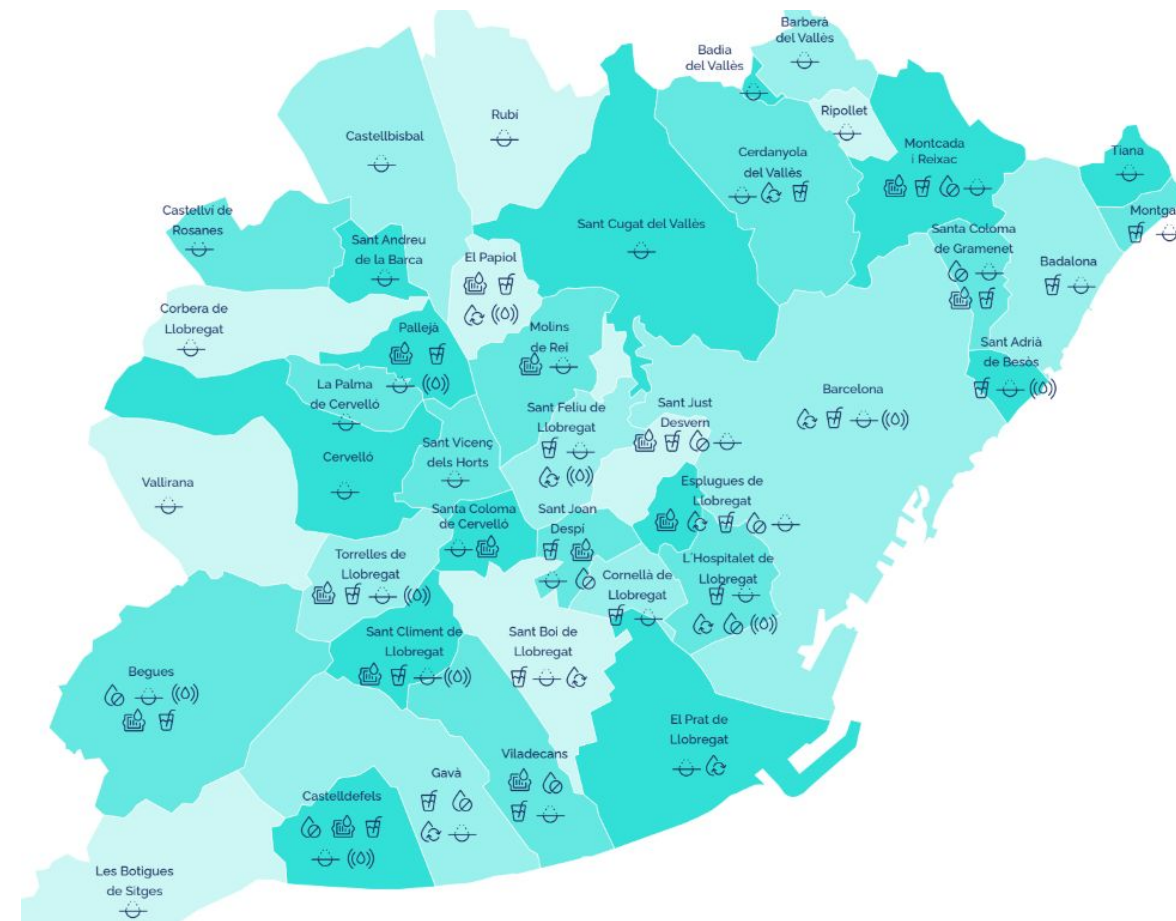 Barberà
del Vallès
Badia
del Vallès
Rubí
Ripollet
Castellbisbal
Cerdanyola
del Vallès
Montcada
i Reixac
Tiana
Castellví de
Rosanes
Sant Andreu
de la Barca
Sant Cugat del Vallès
Santa Coloma
de Gramenet
Montga
El Papiol
Badalona
Corbera de
Llobregat
Pallejà
Molins
de Rei
Sant Adrià
de Besòs
La Palma
de Cervelló
Barcelona
Sant Feliu de
Llobregat
Sant Just
Desvern
Sant Vicenç
dels Horts
Cervelló
Vallirana
Esplugues de
Llobregat
Santa Coloma
de Cervelló
Sant Joan
Despí
Torrelles de
Llobregat
Cornellà de
Llobregat
L'Hospitalet de
Llobregat
Sant Climent de
Llobregat
Sant Boi de
Llobregat
Begues
El Prat de
Llobregat
Viladecans
Gavà
Castelldefels
Les Botigues
de Sitges